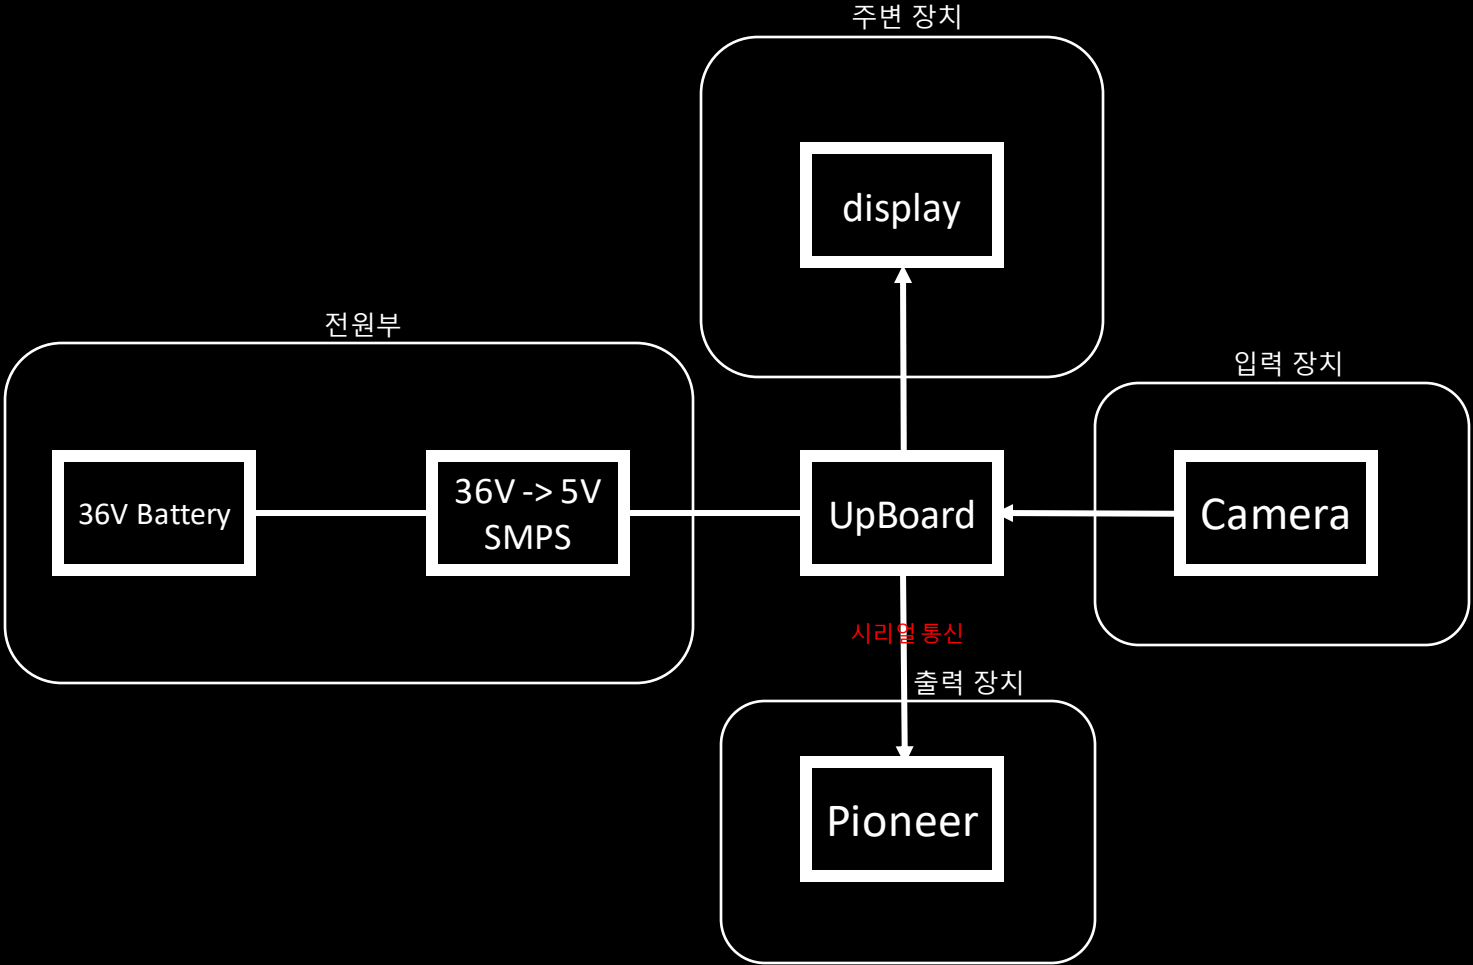 주변 장치
display
전원부
입력 장치
36V Battery
36V -> 5V
SMPS
UpBoard
Camera
시리얼 통신
출력 장치
Pioneer